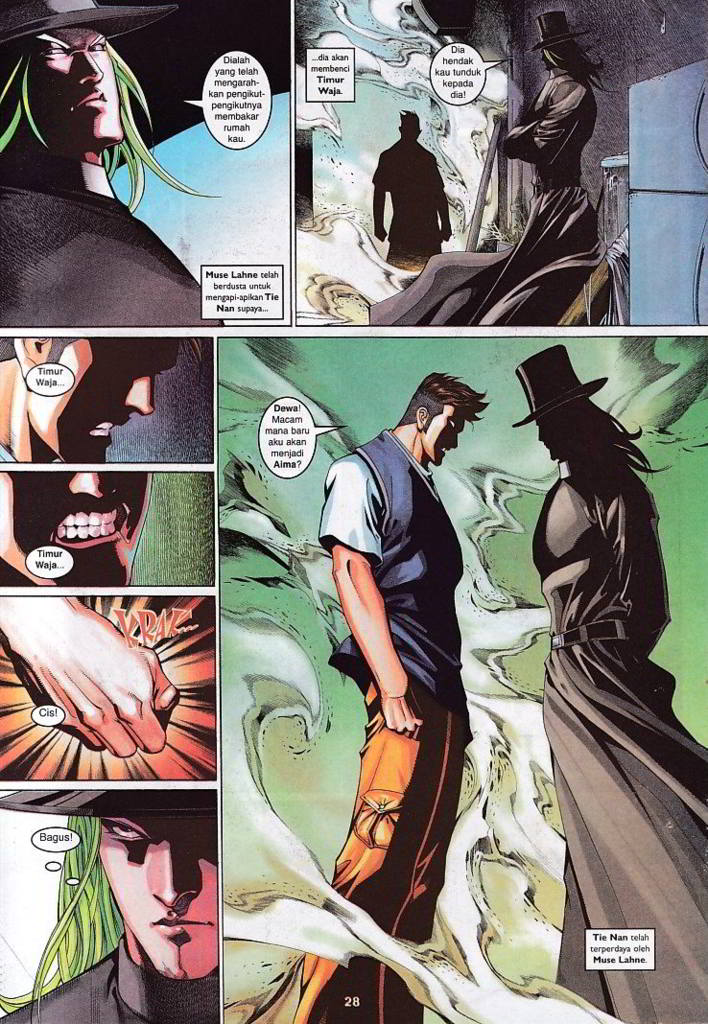 Dialah
yang telah
mengarah-
kan pengikut-
pengikutnya
membakar
rumah
kau.
Muse Lahne telah
berdusta untuk
mengapi-apikan Tie
Nan supaya...
...dia akan
membenci
Timur
Waja.
Dia
hendak
kau tunduk
kepada
dia!
Timur
Waja...
Timur
Waja...
KRAP...
Cis!
Bagus!
Dewa!
Macam
mana baru
aku akan
menjadi
Aima?
Tie Nan telah
terperdaya oleh
Muse Lahne.
28